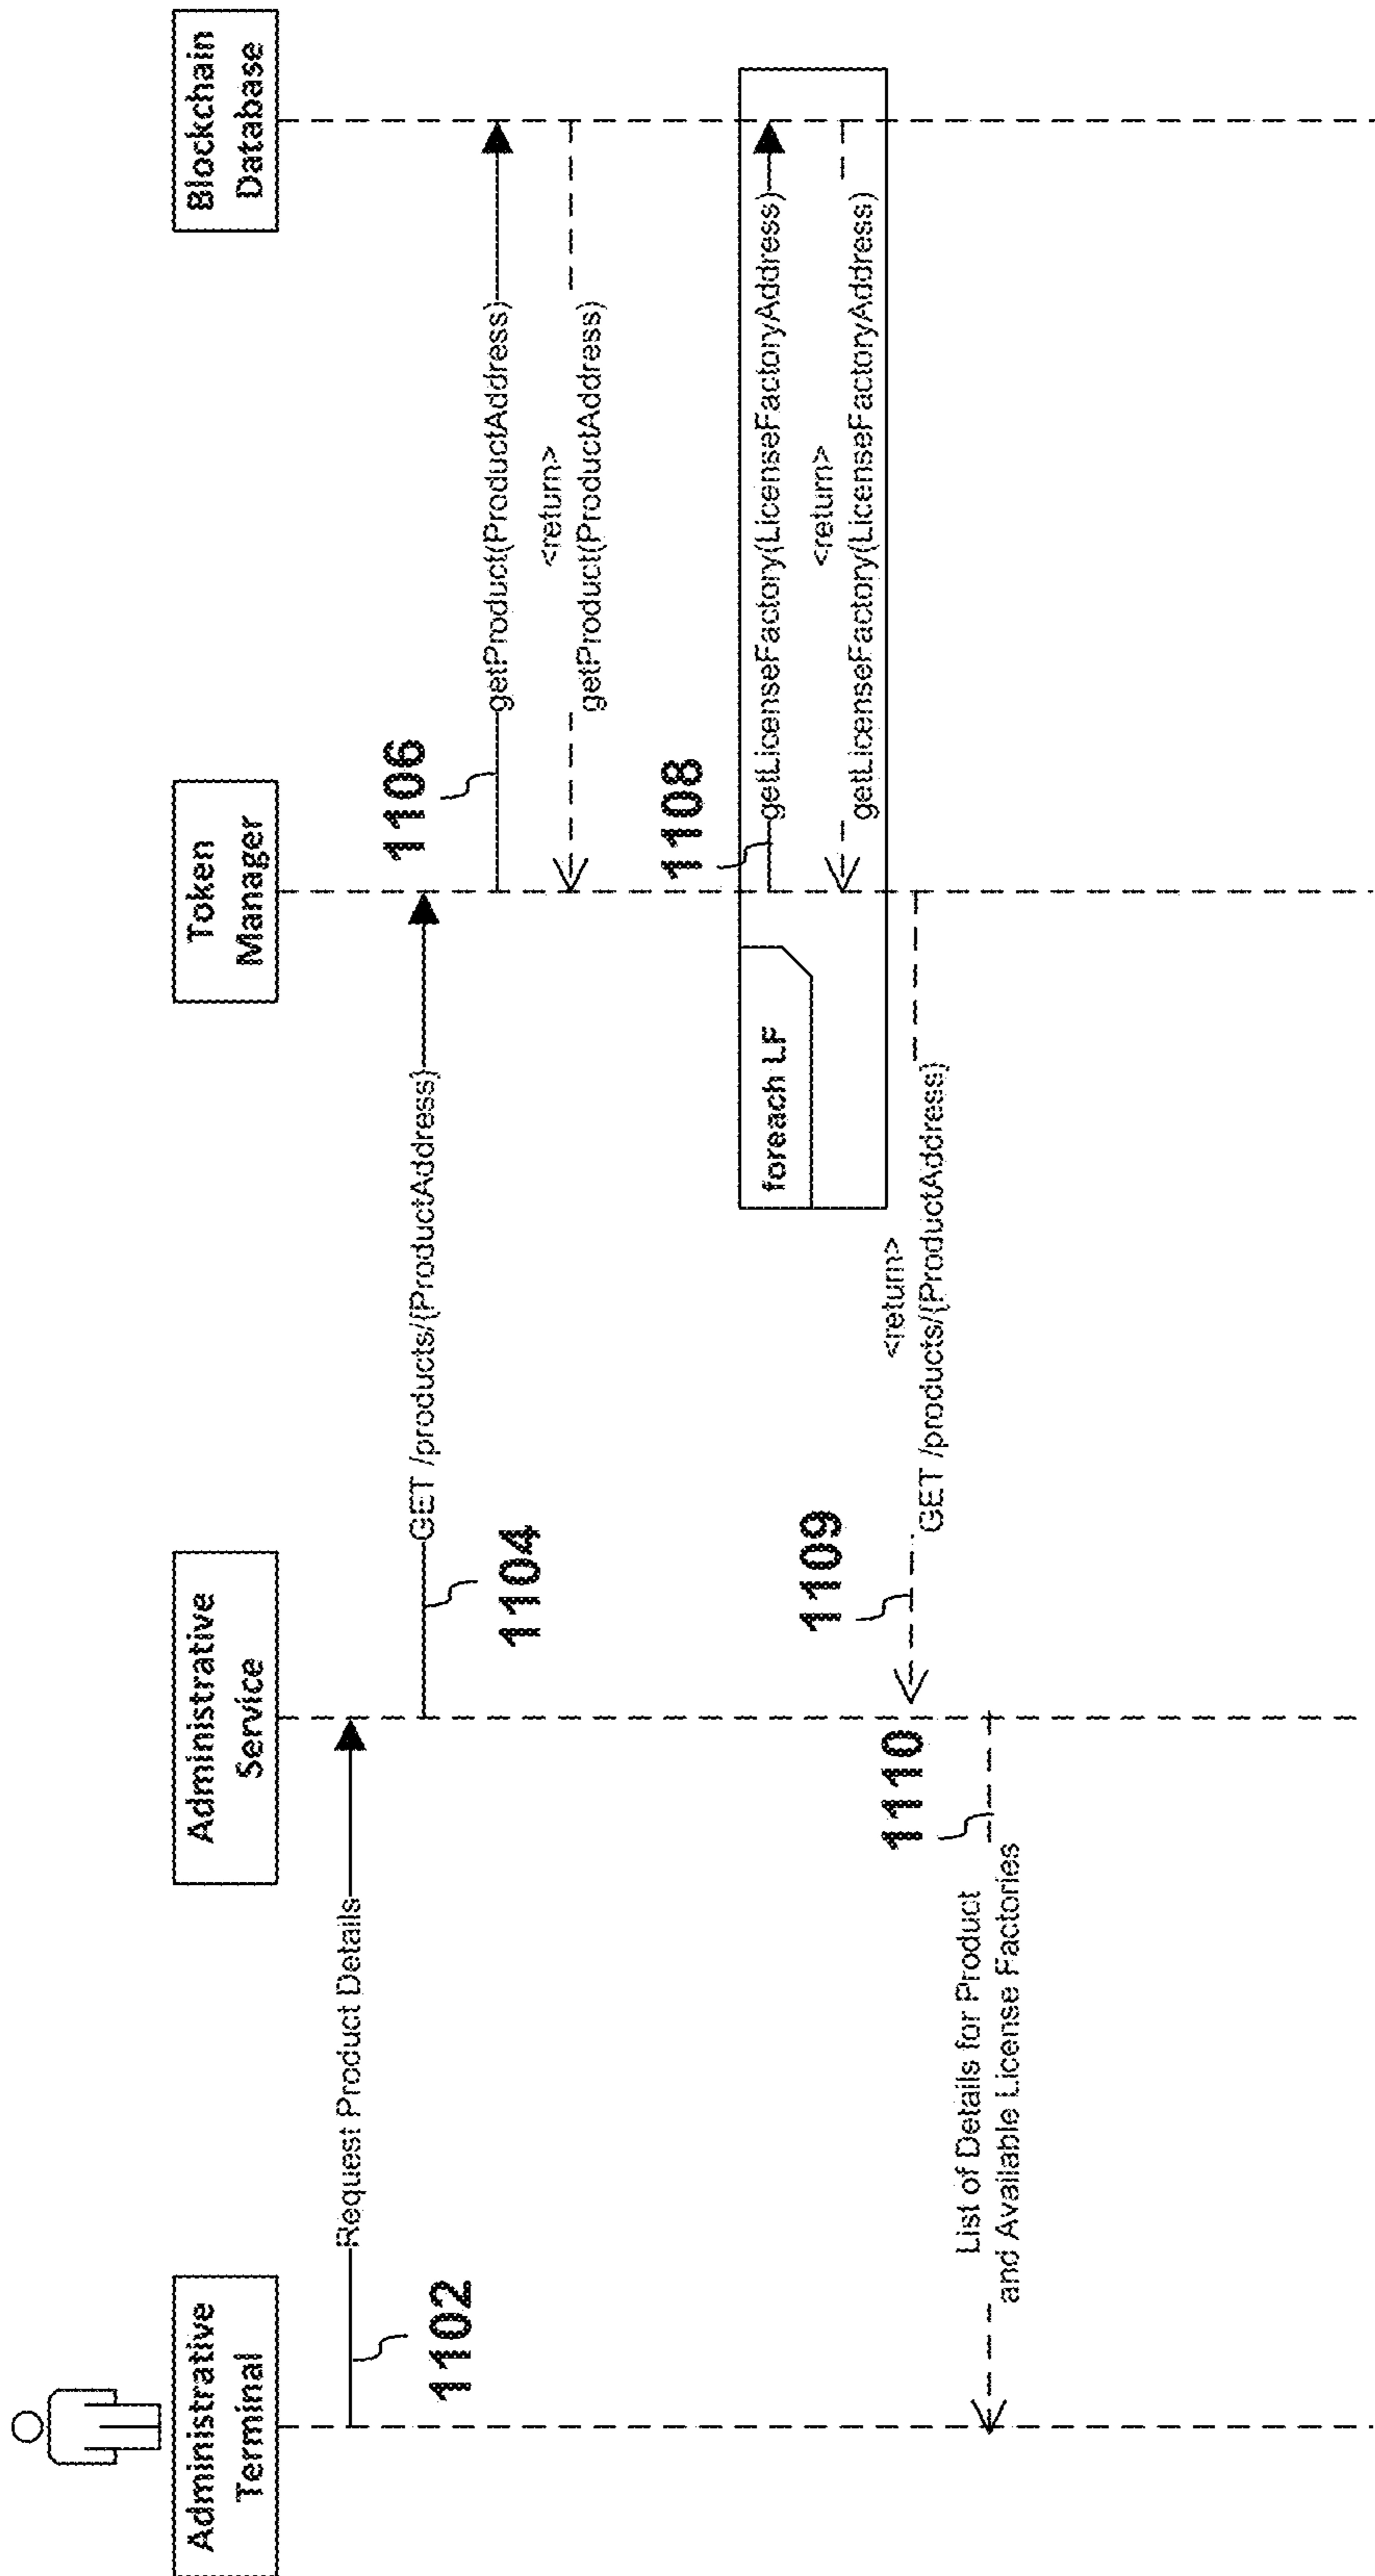 Administrative
Terminal
Administrative
Service
Token
Manager
Blockchain
Database
Request Product Details
1102
GET /products/{ProductAddress}
1104
1106
getProduct(ProductAddress)
<return>
getProduct(ProductAddress)
1108
foreach LF
getLicenseFactory(LicenseFactoryAddress)
<return>
getLicenseFactory(LicenseFactoryAddress)
1109
<return>
GET /products/{ProductAddress}
1110
List of Details for Product
and Available License Factories